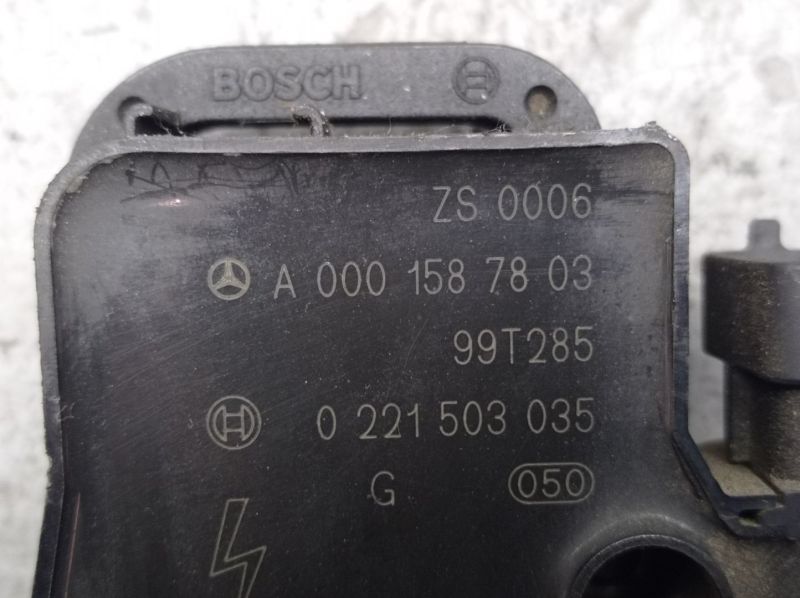 BOSCH
ZS 0006
A 000 158 78 03
99T285
0 221 503 035
G 050